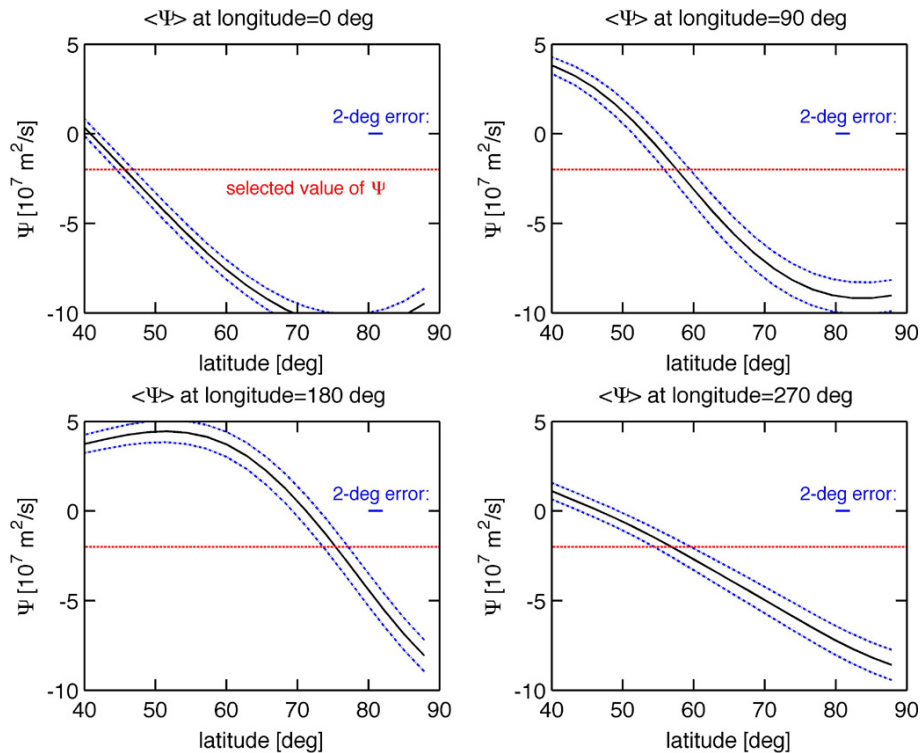 <Ψ> at longitude=0 deg
5
0
-5
-10
Ψ [10⁷ m²/s]
2-deg error:
selected value of Ψ
40 50 60 70 80 90
latitude [deg]
<Ψ> at longitude=90 deg
5
0
-5
-10
Ψ [10⁷ m²/s]
2-deg error:
40 50 60 70 80 90
latitude [deg]
<Ψ> at longitude=180 deg
5
0
-5
-10
Ψ [10⁷ m²/s]
2-deg error:
40 50 60 70 80 90
latitude [deg]
<Ψ> at longitude=270 deg
5
0
-5
-10
Ψ [10⁷ m²/s]
2-deg error:
40 50 60 70 80 90
latitude [deg]